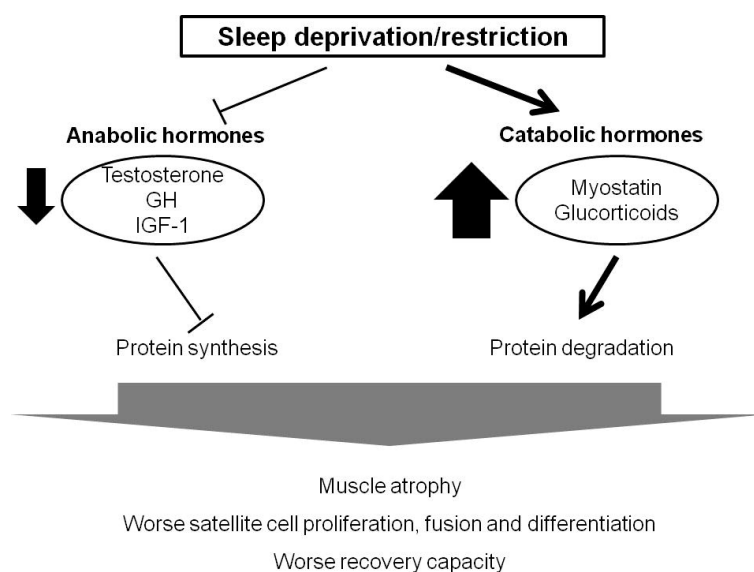 Sleep deprivation/restriction
Anabolic hormones
Catabolic hormones
Testosterone
GH
IGF-1
Myostatin
Glucorticoids
Protein synthesis
Protein degradation
Muscle atrophy
Worse satellite cell proliferation, fusion and differentiation
Worse recovery capacity